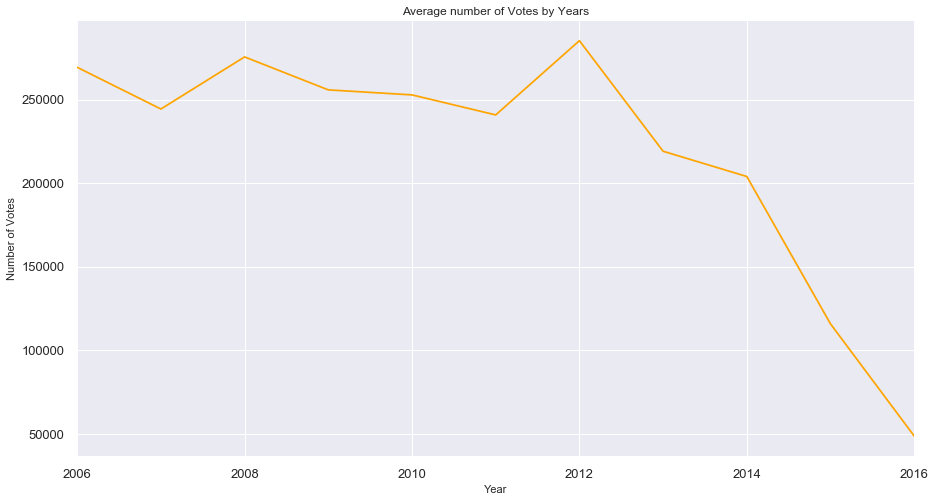 Average number of Votes by Years
Number of Votes
250000
200000
150000
100000
50000
2006 2008 2010 2012 2014 2016
Year